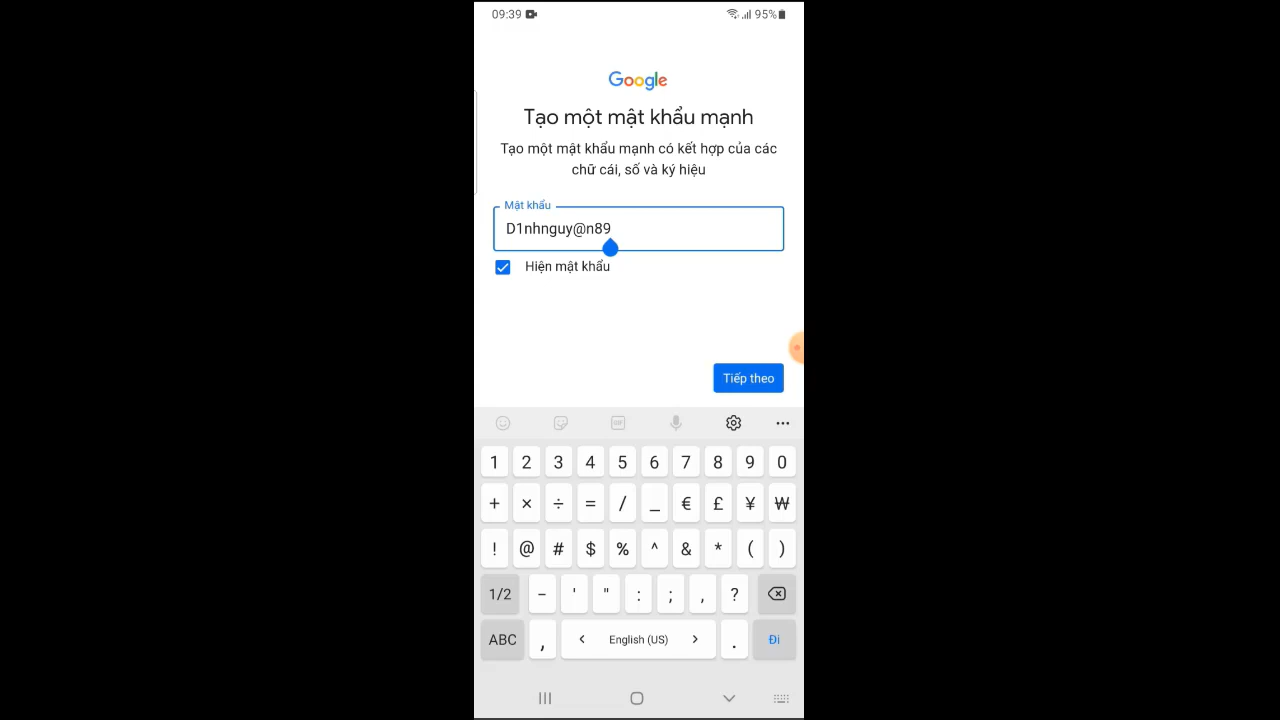 09:39 95%
Google
Tạo một mật khẩu mạnh
Tạo một mật khẩu mạnh có kết hợp của các
chữ cái, số và ký hiệu
Mật khẩu
D1nhnguy@n89
Hiện mật khẩu
Tiếp theo
GIF
1 2 3 4 5 6 7 8 9 0
+ × ÷ = / _ € £ ¥ ₩
! @ # $ % ^ & * ( )
1/2 - ' " : ; , ?
ABC , < English (US) > . Đi